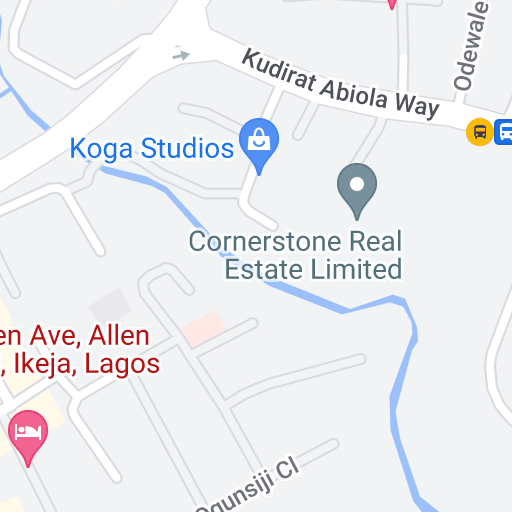 Odewale
Kudirat Abiola Way
Koga Studios
Cornerstone Real
Estate Limited
en Ave, Allen
, Ikeja, Lagos
Ogunsiji Cl